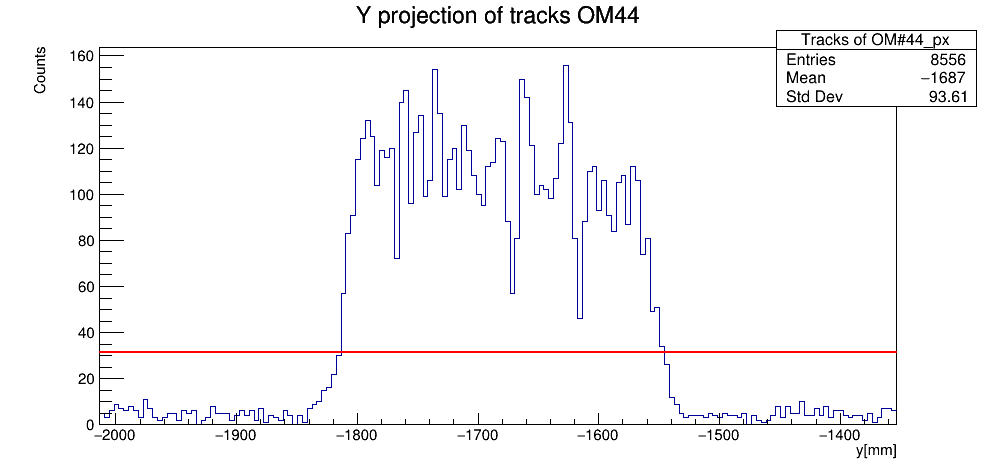 Y projection of tracks OM44
Tracks of OM#44_px
Entries 8556
Mean −1687
Std Dev 93.61
Counts
160
140
120
100
80
60
40
20
0
−2000 −1900 −1800 −1700 −1600 −1500 −1400
y[mm]